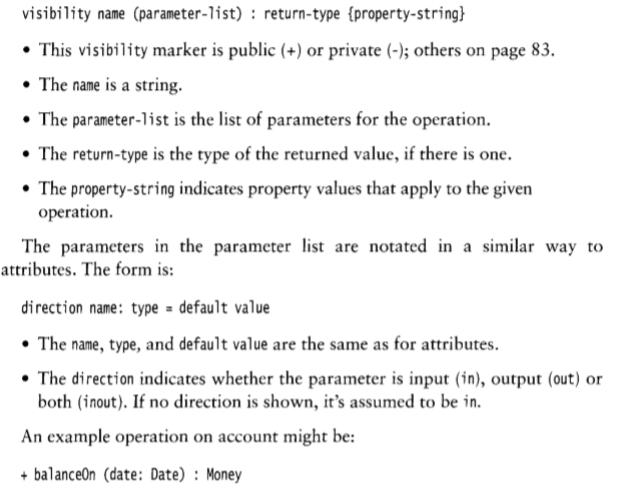 visibility name (parameter-list) : return-type {property-string}
• This visibility marker is public (+) or private (-); others on page 83.
• The name is a string.
• The parameter-list is the list of parameters for the operation.
• The return-type is the type of the returned value, if there is one.
• The property-string indicates property values that apply to the given
operation.
The parameters in the parameter list are notated in a similar way to
attributes. The form is:
direction name: type = default value
• The name, type, and default value are the same as for attributes.
• The direction indicates whether the parameter is input (in), output (out) or
both (inout). If no direction is shown, it's assumed to be in.
An example operation on account might be:
+ balanceOn (date: Date) : Money